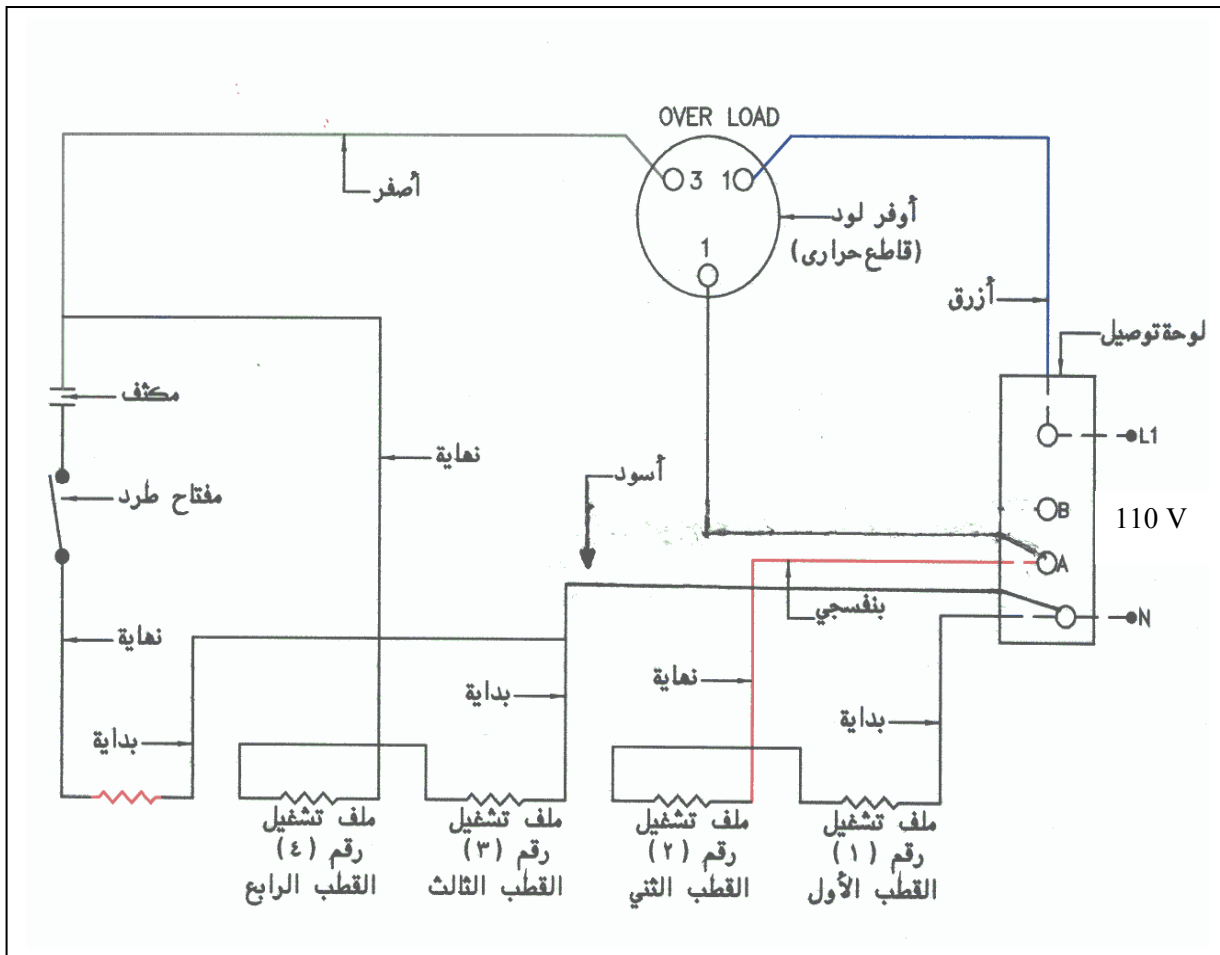 OVER LOAD
3 1
1
أصفر
أوفر لود
(قاطع حرارى)
أزرق
لوحة توصيل
L1
B
110 V
A
N
مكثف
نهاية
أسود
مفتاح طرد
بنفسجي
نهاية
بداية
نهاية
بداية
بداية
ملف تشغيل
رقم (٤)
القطب الرابع
ملف تشغيل
رقم (٣)
القطب الثالث
ملف تشغيل
رقم (٢)
القطب الثني
ملف تشغيل
رقم (١)
القطب الأول